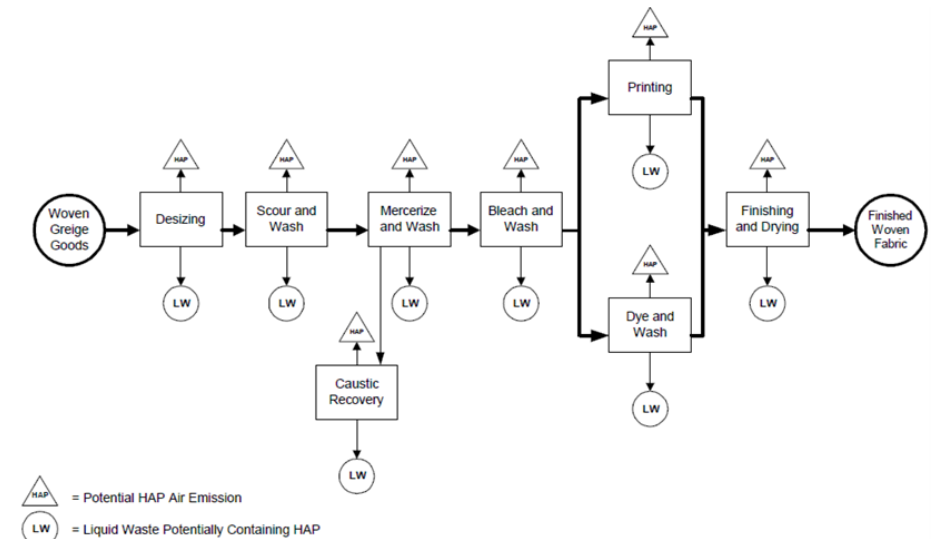 HAP
Printing
LW
HAP
HAP
HAP
HAP
HAP
Woven
Greige
Goods
Desizing
Scour and
Wash
Mercerize
and Wash
Bleach and
Wash
Finishing
and Drying
Finished
Woven
Fabric
LW
LW
LW
LW
LW
HAP
Dye and
Wash
LW
HAP
Caustic
Recovery
LW
HAP = Potential HAP Air Emission
LW = Liquid Waste Potentially Containing HAP